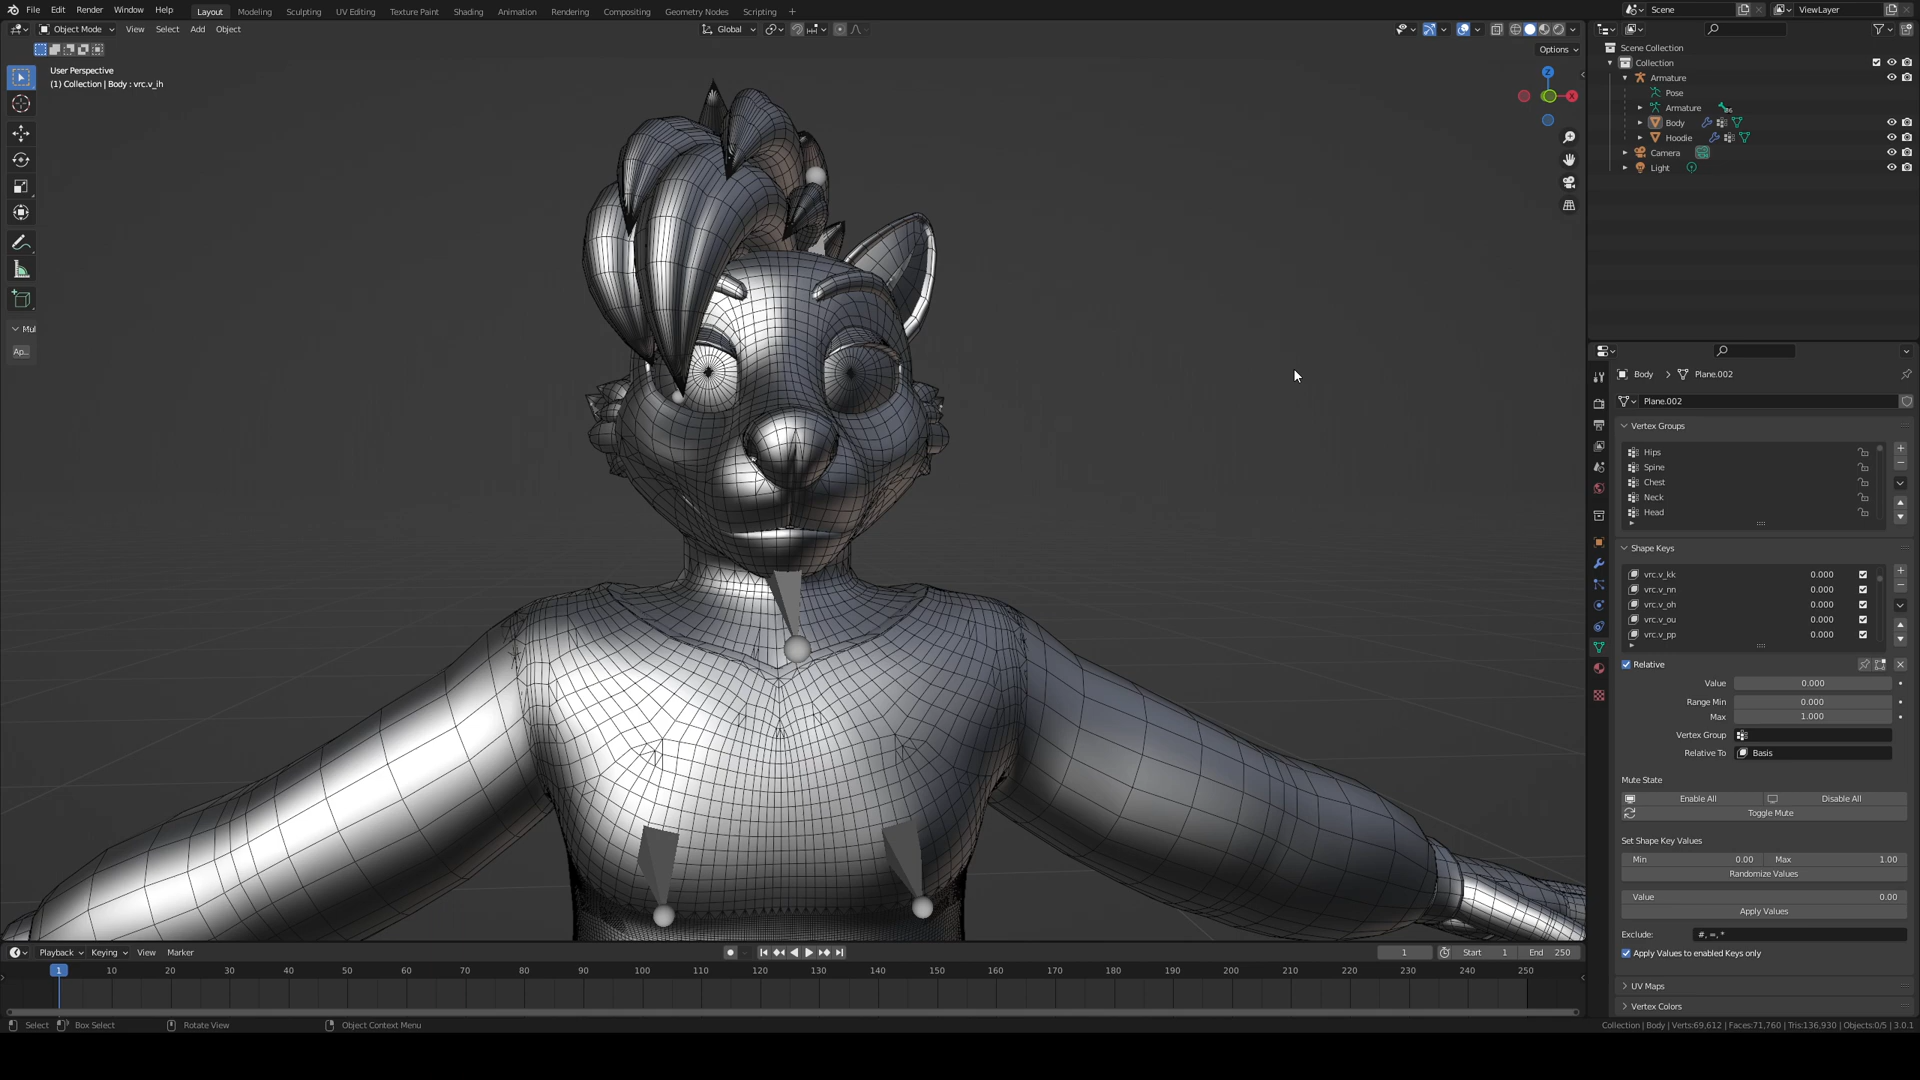 File Edit Render Window Help Layout Modeling Sculpting UV Editing Texture Paint Shading Animation Rendering Compositing Geometry Nodes Scripting + Scene ViewLayer
Object Mode View Select Add Object Global
Options
User Perspective
(1) Collection | Body : vrc.v_ih
Z
X
Mul
Ap...
Scene Collection
Collection
Armature
Pose
Armature
Body
Hoodie
Camera
Light
Body > Plane.002
Plane.002
Vertex Groups
Hips
Spine
Chest
Neck
Head
Shape Keys
vrc.v_kk 0.000
vrc.v_nn 0.000
vrc.v_oh 0.000
vrc.v_ou 0.000
vrc.v_pp 0.000
Relative
Value 0.000
Range Min 0.000
Max 1.000
Vertex Group
Relative To Basis
Mute State
Enable All Disable All
Toggle Mute
Set Shape Key Values
Min 0.00 Max 1.00
Randomize Values
Value 0.00
Apply Values
Exclude: #, =, *
Apply Values to enabled Keys only
UV Maps
Vertex Colors
Playback Keying View Marker 1 Start 1 End 250
1 10 20 30 40 50 60 70 80 90 100 110 120 130 140 150 160 170 180 190 200 210 220 230 240 250
Select Box Select Rotate View Object Context Menu Collection | Body | Verts:69,612 | Faces:71,760 | Tris:136,930 | Objects:0/5 | 3.0.1